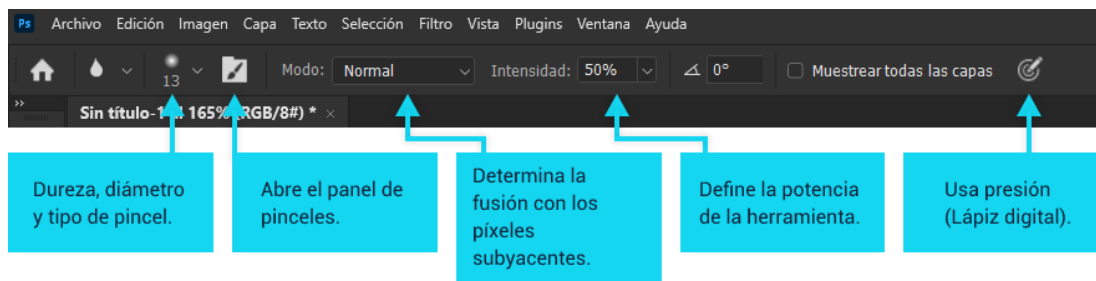 Ps Archivo Edición Imagen Capa Texto Selección Filtro Vista Plugins Ventana Ayuda
13 Modo: Normal Intensidad: 50% 0° Muestrear todas las capas
Sin título-1 165% (RGB/8#) * ×
Dureza, diámetro
y tipo de pincel.
Abre el panel de
pinceles.
Determina la
fusión con los
píxeles
subyacentes.
Define la potencia
de la herramienta.
Usa presión
(Lápiz digital).